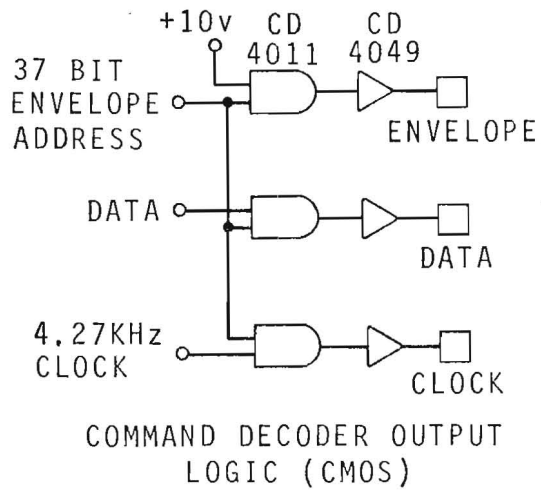 +10v
CD 4011
CD 4049
37 BIT
ENVELOPE
ADDRESS
ENVELOPE
DATA
DATA
4.27KHz
CLOCK
CLOCK
COMMAND DECODER OUTPUT
LOGIC (CMOS)